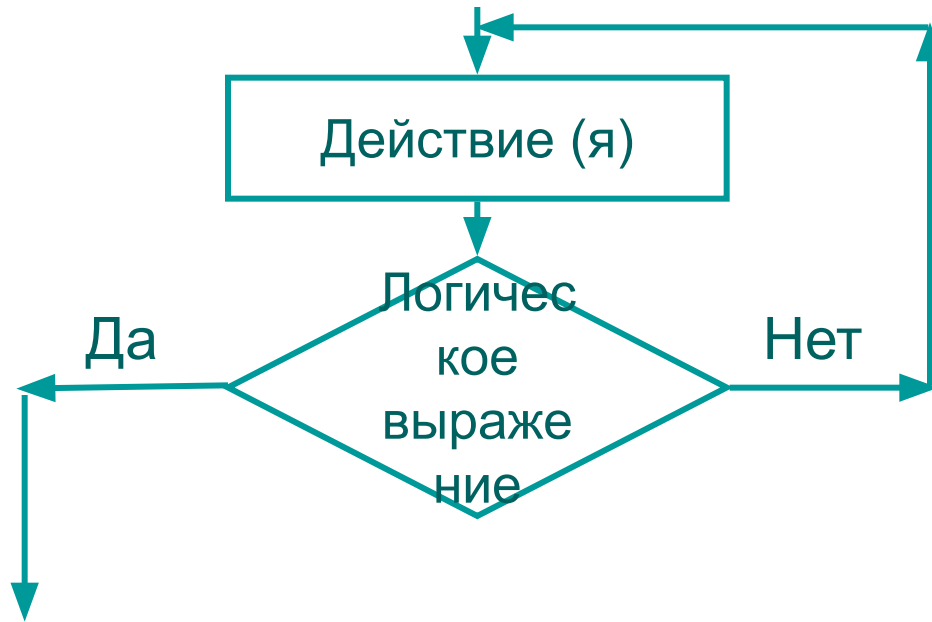 Действие (я)
Логичес
кое
выраже
ние
Да
Нет